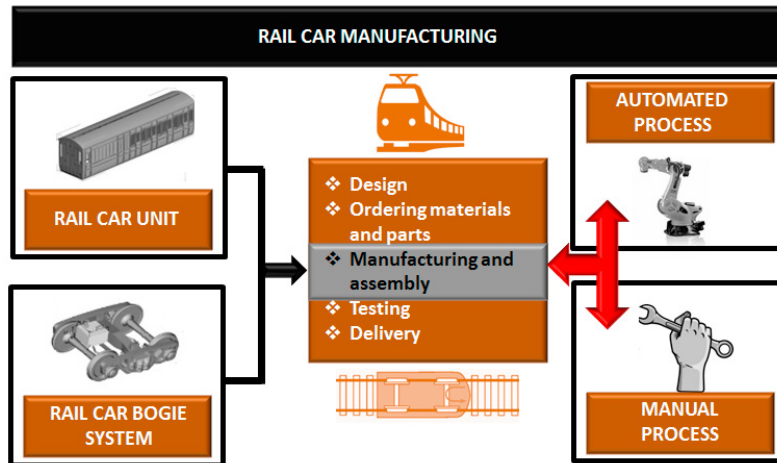 RAIL CAR MANUFACTURING
RAIL CAR UNIT
RAIL CAR BOGIE
SYSTEM
❖ Design
❖ Ordering materials
and parts
❖ Manufacturing and
assembly
❖ Testing
❖ Delivery
AUTOMATED
PROCESS
MANUAL
PROCESS